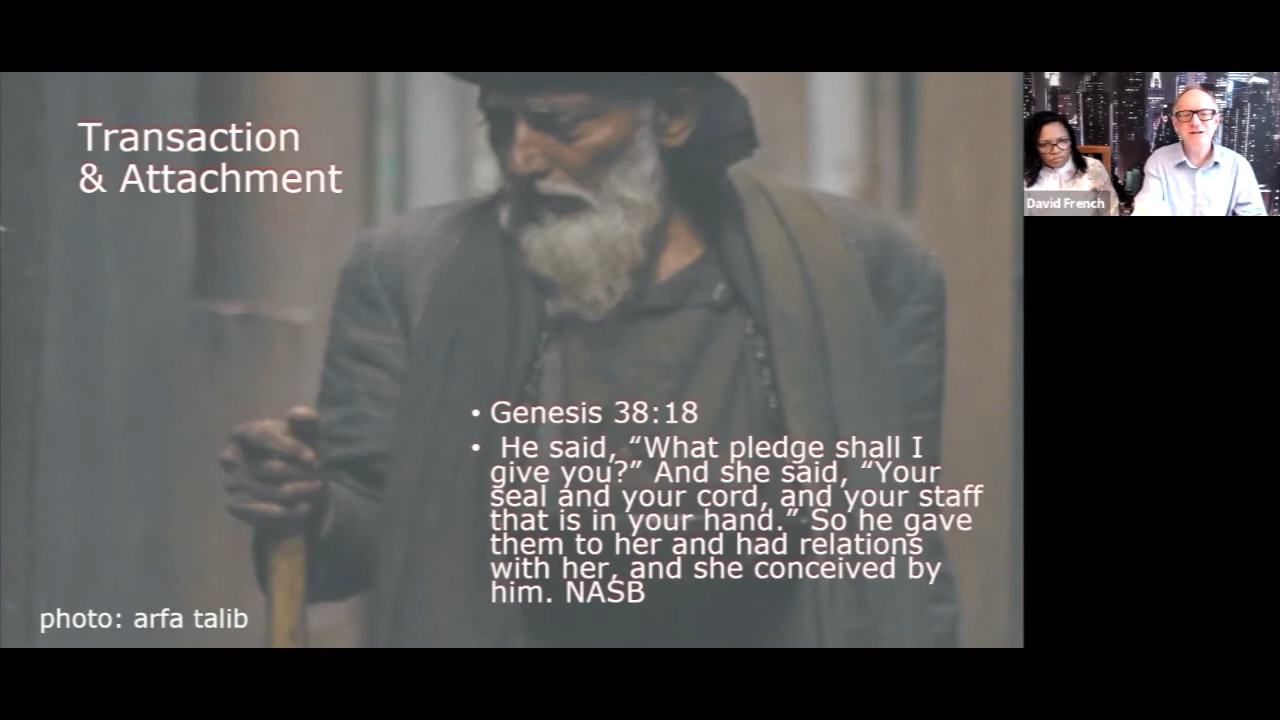 Transaction
& Attachment
David French
• Genesis 38:18
• He said, “What pledge shall I
give you?” And she said, “Your
seal and your cord, and your staff
that is in your hand.” So he gave
them to her and had relations
with her, and she conceived by
him. NASB
photo: arfa talib